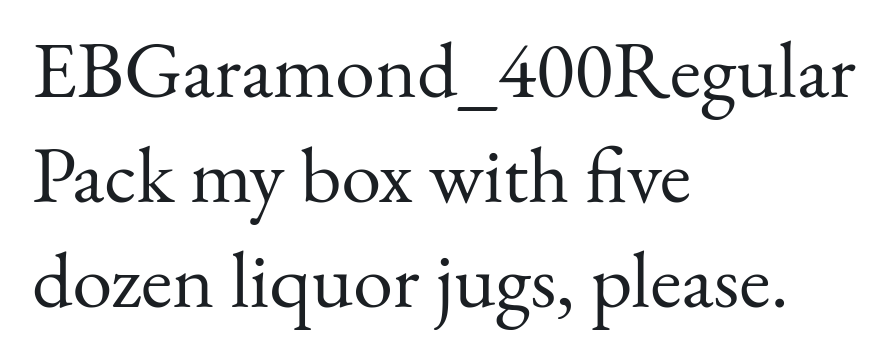 EBGaramond_400Regular
Pack my box with five
dozen liquor jugs, please.